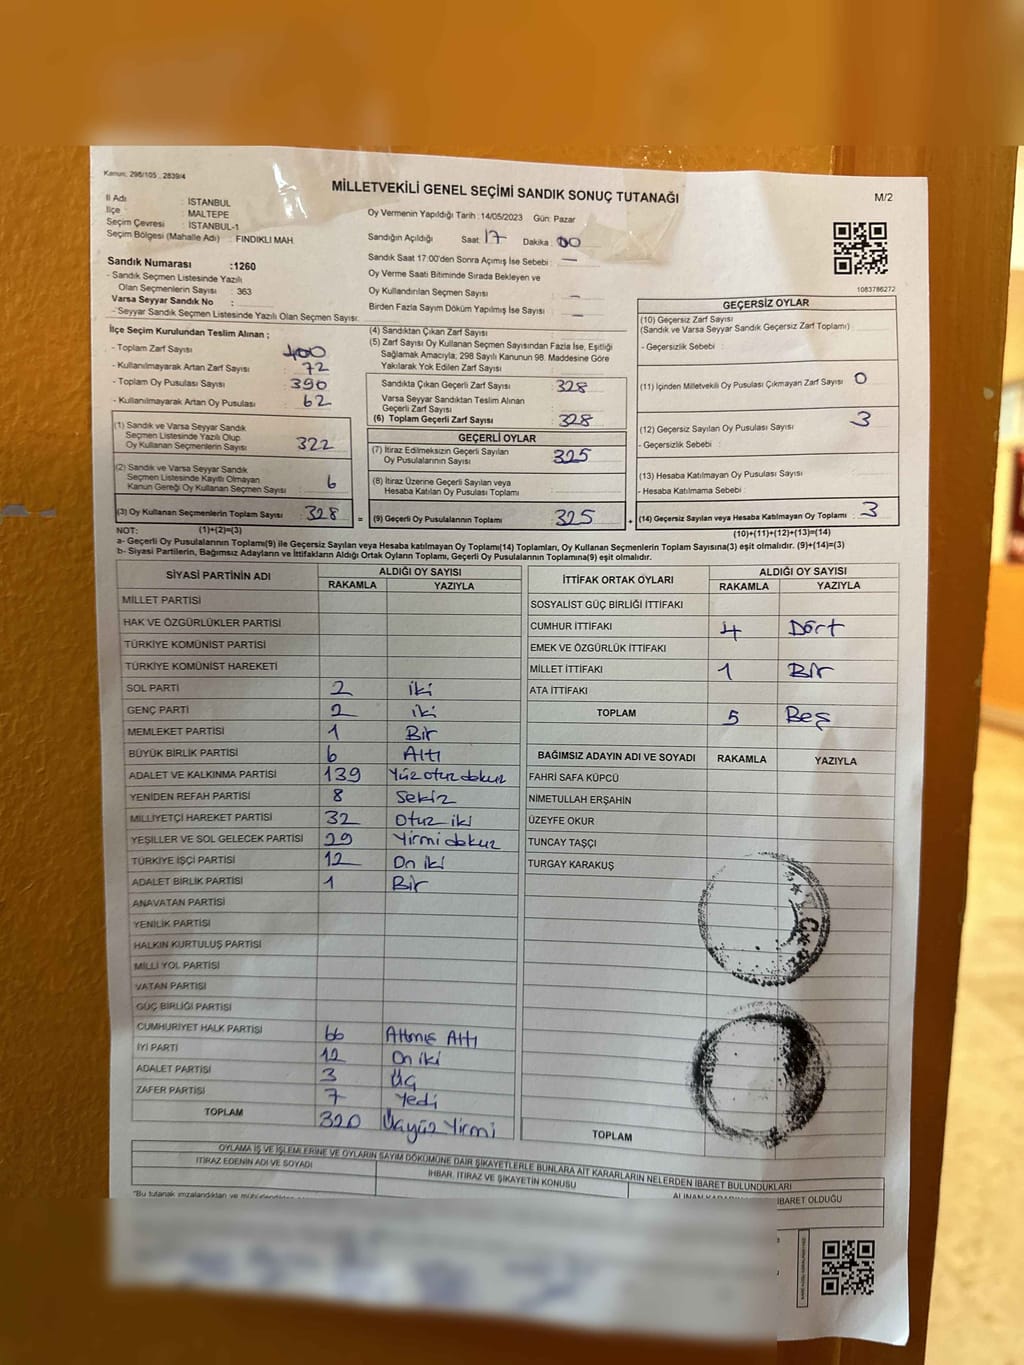 Kanun: 298/105 , 2839/4
MİLLETVEKİLİ GENEL SEÇİMİ SANDIK SONUÇ TUTANAĞI
M/2
İl Adı : İSTANBUL
İlçe : MALTEPE
Seçim Çevresi : İSTANBUL-1
Seçim Bölgesi (Mahalle Adı) : FINDIKLI MAH.
Oy Vermenin Yapıldığı Tarih : 14/05/2023 Gün: Pazar
Sandığın Açıldığı Saat : 17 Dakika : 00
Sandık Saat 17:00'den Sonra Açımış İse Sebebi : —
Oy Verme Saati Bitiminde Sırada Bekleyen ve
Oy Kullandırılan Seçmen Sayısı : —
Birden Fazla Sayım Döküm Yapılmış İse Sayısı : —
1083786272
Sandık Numarası :1260
- Sandık Seçmen Listesinde Yazılı
Olan Seçmenlerin Sayısı : 363
Varsa Seyyar Sandık No :
- Seyyar Sandık Seçmen Listesinde Yazılı Olan Seçmen Sayısı:
İlçe Seçim Kurulundan Teslim Alınan ;
- Toplam Zarf Sayısı : 400
- Kullanılmayarak Artan Zarf Sayısı : 72
- Toplam Oy Pusulası Sayısı : 390
- Kullanılmayarak Artan Oy Pusulası : 62
(1) Sandık ve Varsa Seyyar Sandık
Seçmen Listesinde Yazılı Olup
Oy Kullanan Seçmenlerin Sayısı : 322
(2) Sandık ve Varsa Seyyar Sandık
Seçmen Listesinde Kayıtlı Olmayan
Kanun Gereği Oy Kullanan Seçmen Sayısı : 6
(3) Oy Kullanan Seçmenlerin Toplam Sayısı : 328
(4) Sandıktan Çıkan Zarf Sayısı
(5) Zarf Sayısı Oy Kullanan Seçmen Sayısından Fazla İse, Eşitliği
Sağlamak Amacıyla, 298 Sayılı Kanunun 98. Maddesine Göre
Yakılarak Yok Edilen Zarf Sayısı :
Sandıkta Çıkan Geçerli Zarf Sayısı : 328
Varsa Seyyar Sandıktan Teslim Alınan
Geçerli Zarf Sayısı :
(6) Toplam Geçerli Zarf Sayısı : 328
GEÇERLİ OYLAR
(7) İtiraz Edilmeksizin Geçerli Sayılan
Oy Pusulalarının Sayısı : 325
(8) İtiraz Üzerine Geçerli Sayılan veya
Hesaba Katılan Oy Pusulası Toplamı :
= (9) Geçerli Oy Pusulalarının Toplamı : 325
GEÇERSİZ OYLAR
(10) Geçersiz Zarf Sayısı
(Sandık ve Varsa Seyyar Sandık Geçersiz Zarf Toplamı)
- Geçersizlik Sebebi :
(11) İçinden Milletvekili Oy Pusulası Çıkmayan Zarf Sayısı : 0
(12) Geçersiz Sayılan Oy Pusulası Sayısı : 3
- Geçersizlik Sebebi :
(13) Hesaba Katılmayan Oy Pusulası Sayısı
- Hesaba Katılmama Sebebi :
+ (14) Geçersiz Sayılan veya Hesaba Katılmayan Oy Toplamı : 3
NOT: (1)+(2)=(3)
(10)+(11)+(12)+(13)=(14)
a- Geçerli Oy Pusulalarının Toplamı(9) ile Geçersiz Sayılan veya Hesaba katılmayan Oy Toplamı(14) Toplamları, Oy Kullanan Seçmenlerin Toplam Sayısına(3) eşit olmalıdır. (9)+(14)=(3)
b- Siyasi Partilerin, Bağımsız Adayların ve İttifakların Aldığı Ortak Oyların Toplamı, Geçerli Oy Pusulalarının Toplamına(9) eşit olmalıdır.
SİYASİ PARTİNİN ADI
ALDIĞI OY SAYISI
RAKAMLA YAZIYLA
MİLLET PARTİSİ
HAK VE ÖZGÜRLÜKLER PARTİSİ
TÜRKİYE KOMÜNİST PARTİSİ
TÜRKİYE KOMÜNİST HAREKETİ
SOL PARTİ 2 iki
GENÇ PARTİ 2 iki
MEMLEKET PARTİSİ 1 Bir
BÜYÜK BİRLİK PARTİSİ 6 Altı
ADALET VE KALKINMA PARTİSİ 139 Yüz otuz dokuz
YENİDEN REFAH PARTİSİ 8 Sekiz
MİLLİYETÇİ HAREKET PARTİSİ 32 Otuz iki
YEŞİLLER VE SOL GELECEK PARTİSİ 29 Yirmi dokuz
TÜRKİYE İŞÇİ PARTİSİ 12 On iki
ADALET BİRLİK PARTİSİ 1 Bir
ANAVATAN PARTİSİ
YENİLİK PARTİSİ
HALKIN KURTULUŞ PARTİSİ
MİLLİ YOL PARTİSİ
VATAN PARTİSİ
GÜÇ BİRLİĞİ PARTİSİ
CUMHURİYET HALK PARTİSİ 66 Altmış Altı
İYİ PARTİ 12 On iki
ADALET PARTİSİ 3 Üç
ZAFER PARTİSİ 7 Yedi
TOPLAM 320 Üçyüz Yirmi
İTTİFAK ORTAK OYLARI
ALDIĞI OY SAYISI
RAKAMLA YAZIYLA
SOSYALİST GÜÇ BİRLİĞİ İTTİFAKI
CUMHUR İTTİFAKI 4 Dört
EMEK VE ÖZGÜRLÜK İTTİFAKI
MİLLET İTTİFAKI 1 Bir
ATA İTTİFAKI
TOPLAM 5 Beş
BAĞIMSIZ ADAYIN ADI VE SOYADI RAKAMLA YAZIYLA
FAHRİ SAFA KÜPCÜ
NİMETULLAH ERŞAHİN
ÜZEYFE OKUR
TUNCAY TAŞÇI
TURGAY KARAKUŞ
TOPLAM
OYLAMA İŞ VE İŞLEMLERİNE VE OYLARIN SAYIM DÖKÜMÜNE DAİR ŞİKAYETLERLE BUNLARA AİT KARARLARIN NELERDEN İBARET BULUNDUKLARI
İTİRAZ EDENİN ADI VE SOYADI
İHBAR, İTİRAZ VE ŞİKAYETİN KONUSU
İBARET OLDUĞU
"Bu tutanak imzalandıktan ve